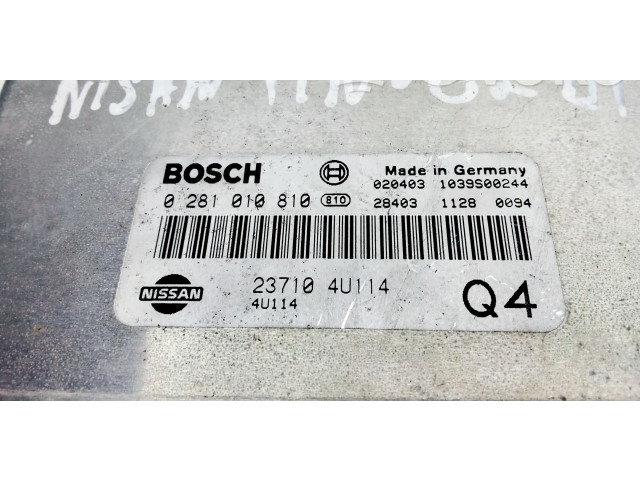 NISAN
BOSCH Made in Germany
020403 1039S00244
0 281 010 810 810 28403 1128 0094
NISSAN 23710 4U114
4U114 Q4